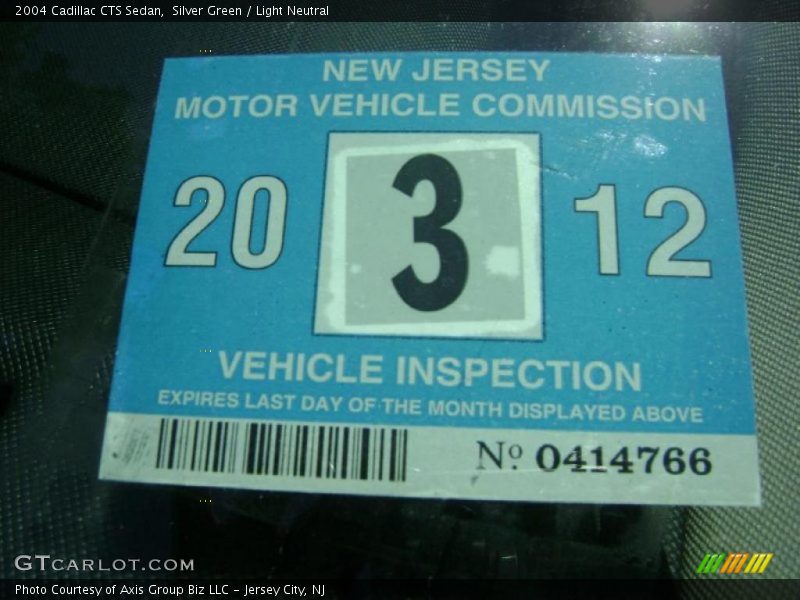 2004 Cadillac CTS Sedan, Silver Green / Light Neutral
NEW JERSEY
MOTOR VEHICLE COMMISSION
20 3 12
VEHICLE INSPECTION
EXPIRES LAST DAY OF THE MONTH DISPLAYED ABOVE
Nº. 0414766
GTCARLOT.COM
Photo Courtesy of Axis Group Biz LLC - Jersey City, NJ